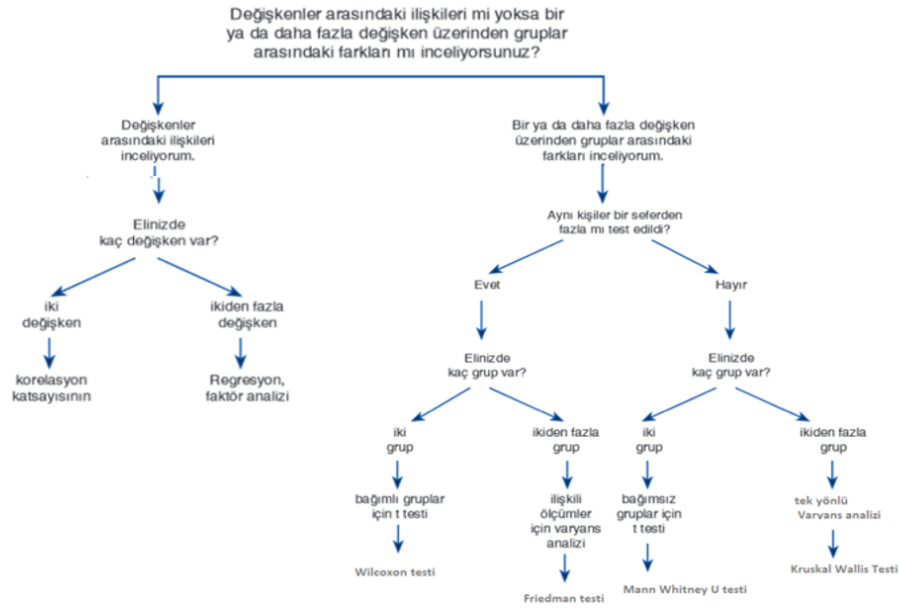 Değişkenler arasındaki ilişkileri mi yoksa bir
ya da daha fazla değişken üzerinden gruplar
arasındaki farkları mı inceliyorsunuz?
Değişkenler
arasındaki ilişkileri
inceliyorum.
Bir ya da daha fazla değişken
üzerinden gruplar arasındaki
farkları inceliyorum.
Elinizde
kaç değişken var?
Aynı kişiler bir seferden
fazla mı test edildi?
iki
değişken
ikiden fazla
değişken
Evet
Hayır
korelasyon
katsayısının
Regresyon,
faktör analizi
Elinizde
kaç grup var?
Elinizde
kaç grup var?
iki
grup
ikiden fazla
grup
iki
grup
ikiden fazla
grup
bağımlı gruplar
için t testi
ilişkili
ölçümler
için varyans
analizi
bağımsız
gruplar için
t testi
tek yönlü
Varyans analizi
Wilcoxon testi
Friedman testi
Mann Whitney U testi
Kruskal Wallis Testi